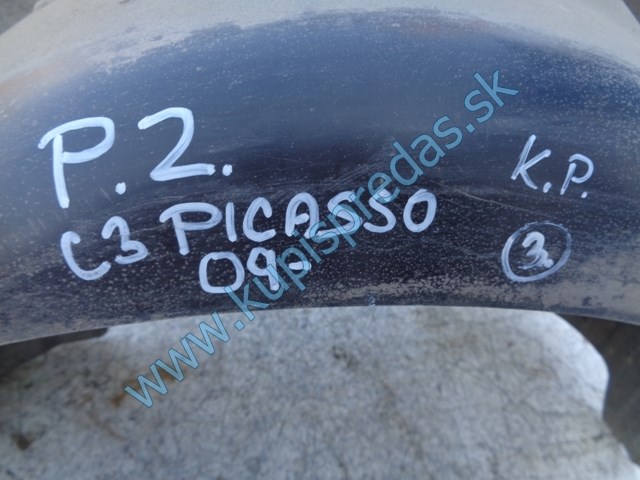 P.2.
C3 PICASSO
09-
K.P.
3.
www.kupispredas.sk